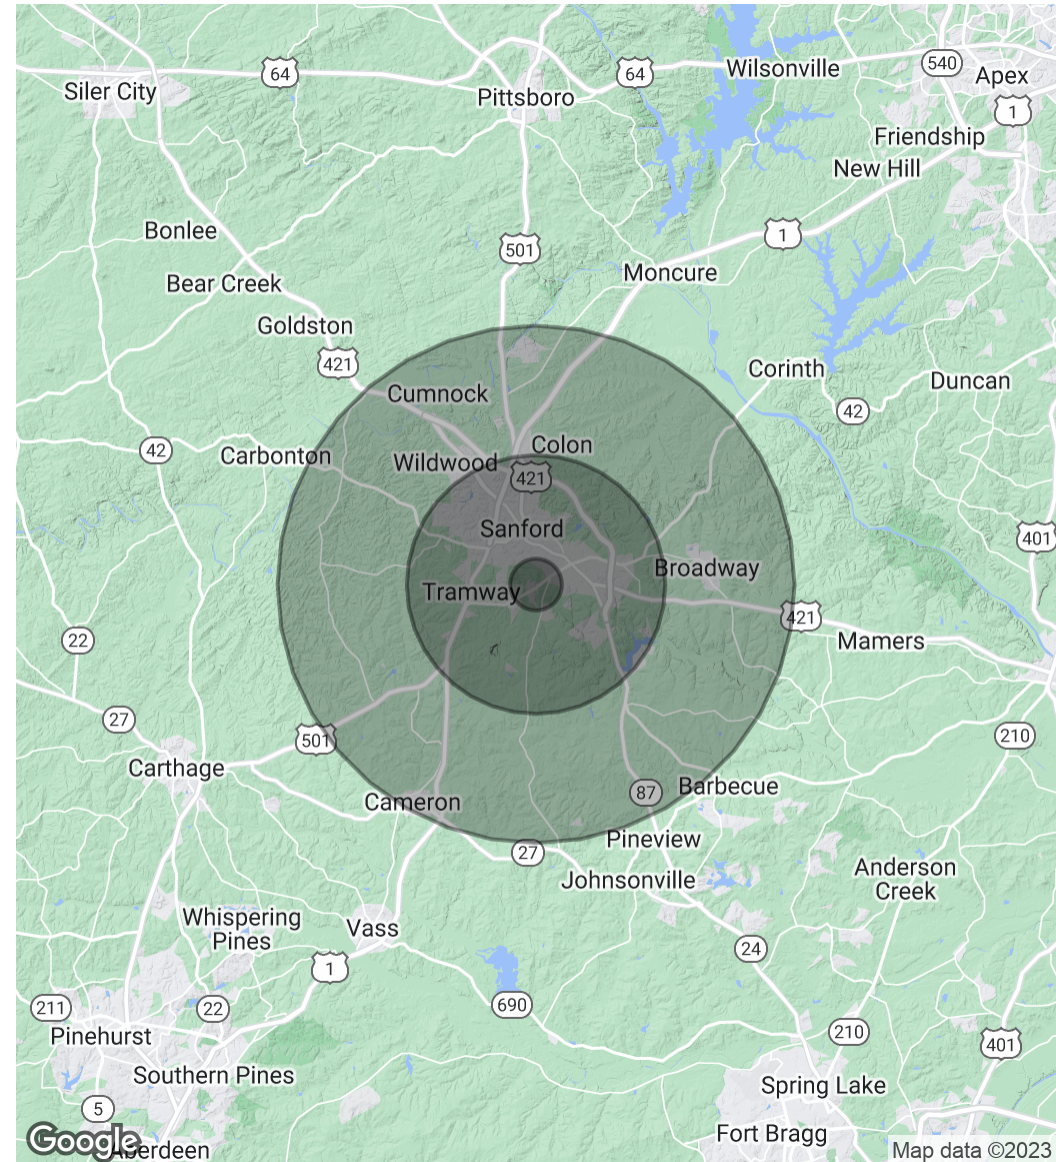 64
64
Wilsonville
540
Apex
Siler City
Pittsboro
1
Friendship
New Hill
Bonlee
501
1
Bear Creek
Moncure
Goldston
421
Corinth
Duncan
Cumnock
42
Colon
42
Carbonton
Wildwood
421
Sanford
401
Broadway
Tramway
421
22
Mamers
27
501
210
Carthage
Cameron
87
Barbecue
Pineview
27
Anderson
Creek
Johnsonville
Whispering
Pines
Vass
24
1
211
22
690
Pinehurst
210
401
Southern Pines
Spring Lake
5
Fort Bragg
Google
Aberdeen
Map data ©2023